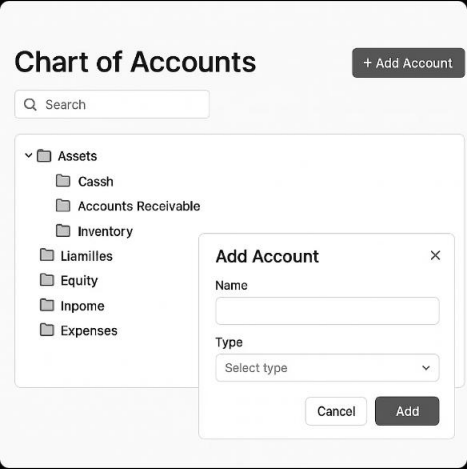 Chart of Accounts
+ Add Account
Search
Assets
Cassh
Accounts Receivable
Inventory
Liamilles
Equity
Inpome
Expenses
Add Account
Name
Type
Select type
Cancel
Add